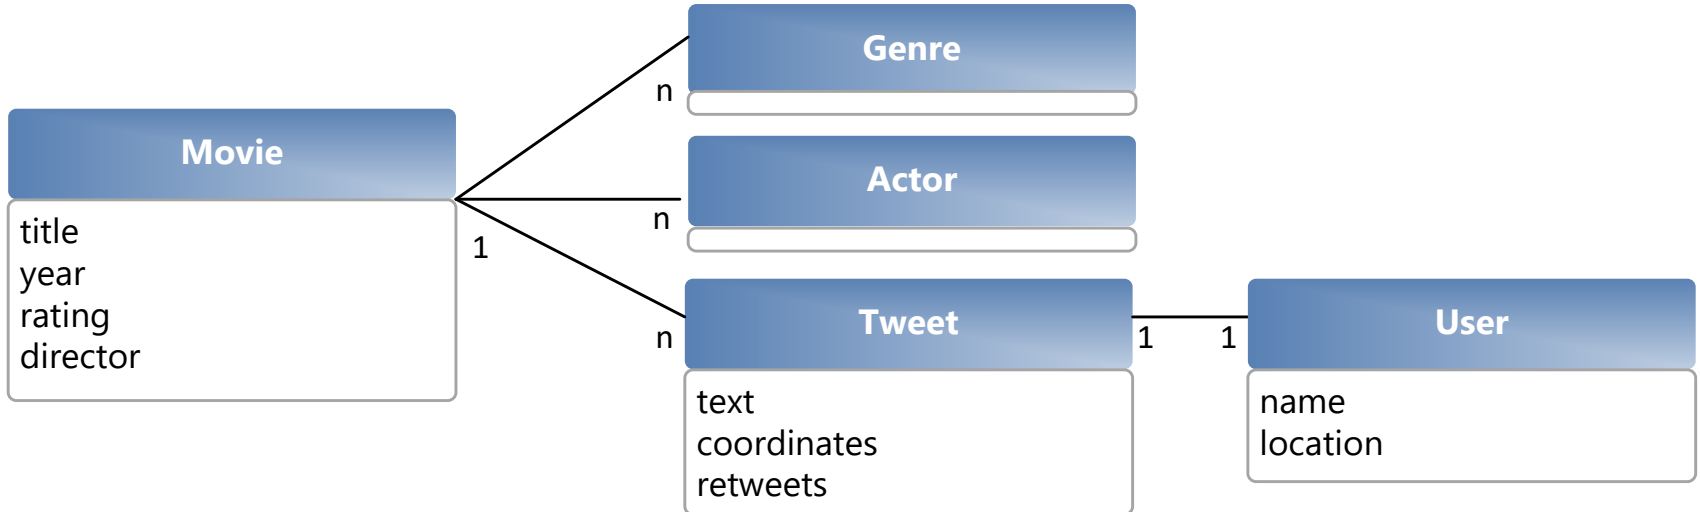 Genre
n
Movie
Actor
n
title
year
rating
director
1
Tweet
n
1
1
User
text
coordinates
retweets
name
location